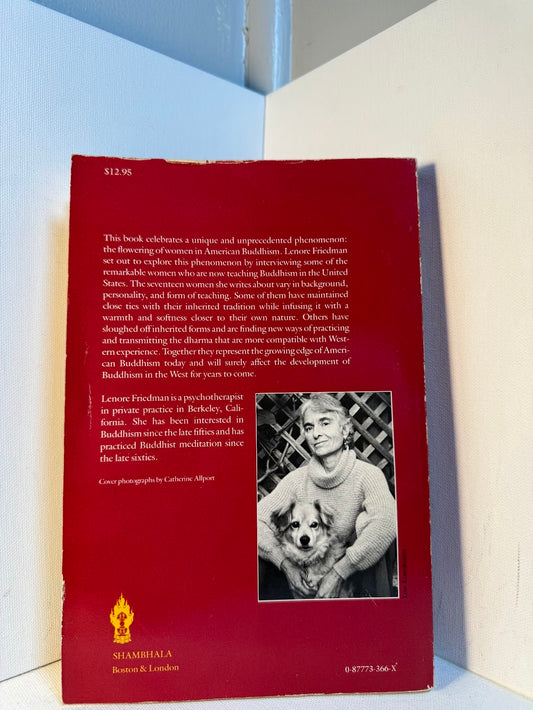 $12.95
This book celebrates a unique and unprecedented phenomenon:
the flowering of women in American Buddhism. Lenore Friedman
set out to explore this phenomenon by interviewing some of the
remarkable women who are now teaching Buddhism in the United
States. The seventeen women she writes about vary in background,
personality, and form of teaching. Some of them have maintained
close ties with their inherited tradition while infusing it with a
warmth and softness closer to their own nature. Others have
sloughed off inherited forms and are finding new ways of practicing
and transmitting the dharma that are more compatible with West-
ern experience. Together they represent the growing edge of Ameri-
can Buddhism today and will surely affect the development of
Buddhism in the West for years to come.
Lenore Friedman is a psychotherapist
in private practice in Berkeley, Cali-
fornia. She has been interested in
Buddhism since the late fifties and has
practiced Buddhist meditation since
the late sixties.
Cover photographs by Catherine Allport
SHAMBHALA
Boston & London
0-87773-366-X